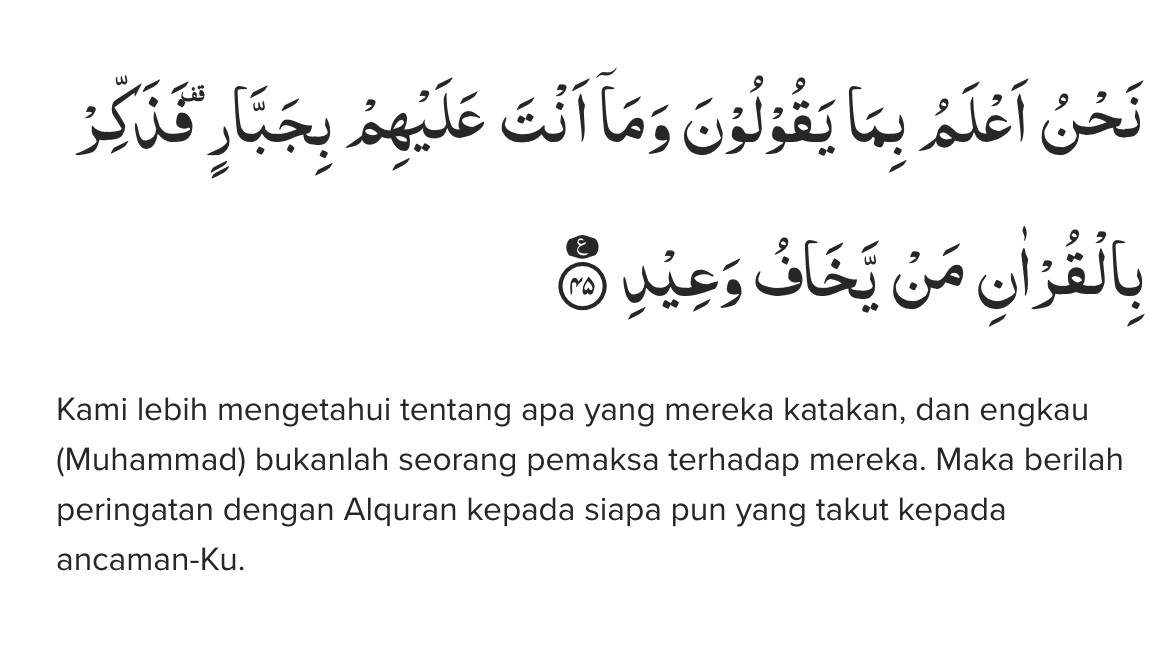 نَحْنُ اَعْلَمُ بِمَا يَقُوْلُوْنَ وَمَآ اَنْتَ عَلَيْهِمْ بِجَبَّارٍۗ فَذَكِّرْ
بِالْقُرْاٰنِ مَنْ يَّخَافُ وَعِيْدِ ࣖ ۴۵
Kami lebih mengetahui tentang apa yang mereka katakan, dan engkau
(Muhammad) bukanlah seorang pemaksa terhadap mereka. Maka berilah
peringatan dengan Alquran kepada siapa pun yang takut kepada
ancaman-Ku.